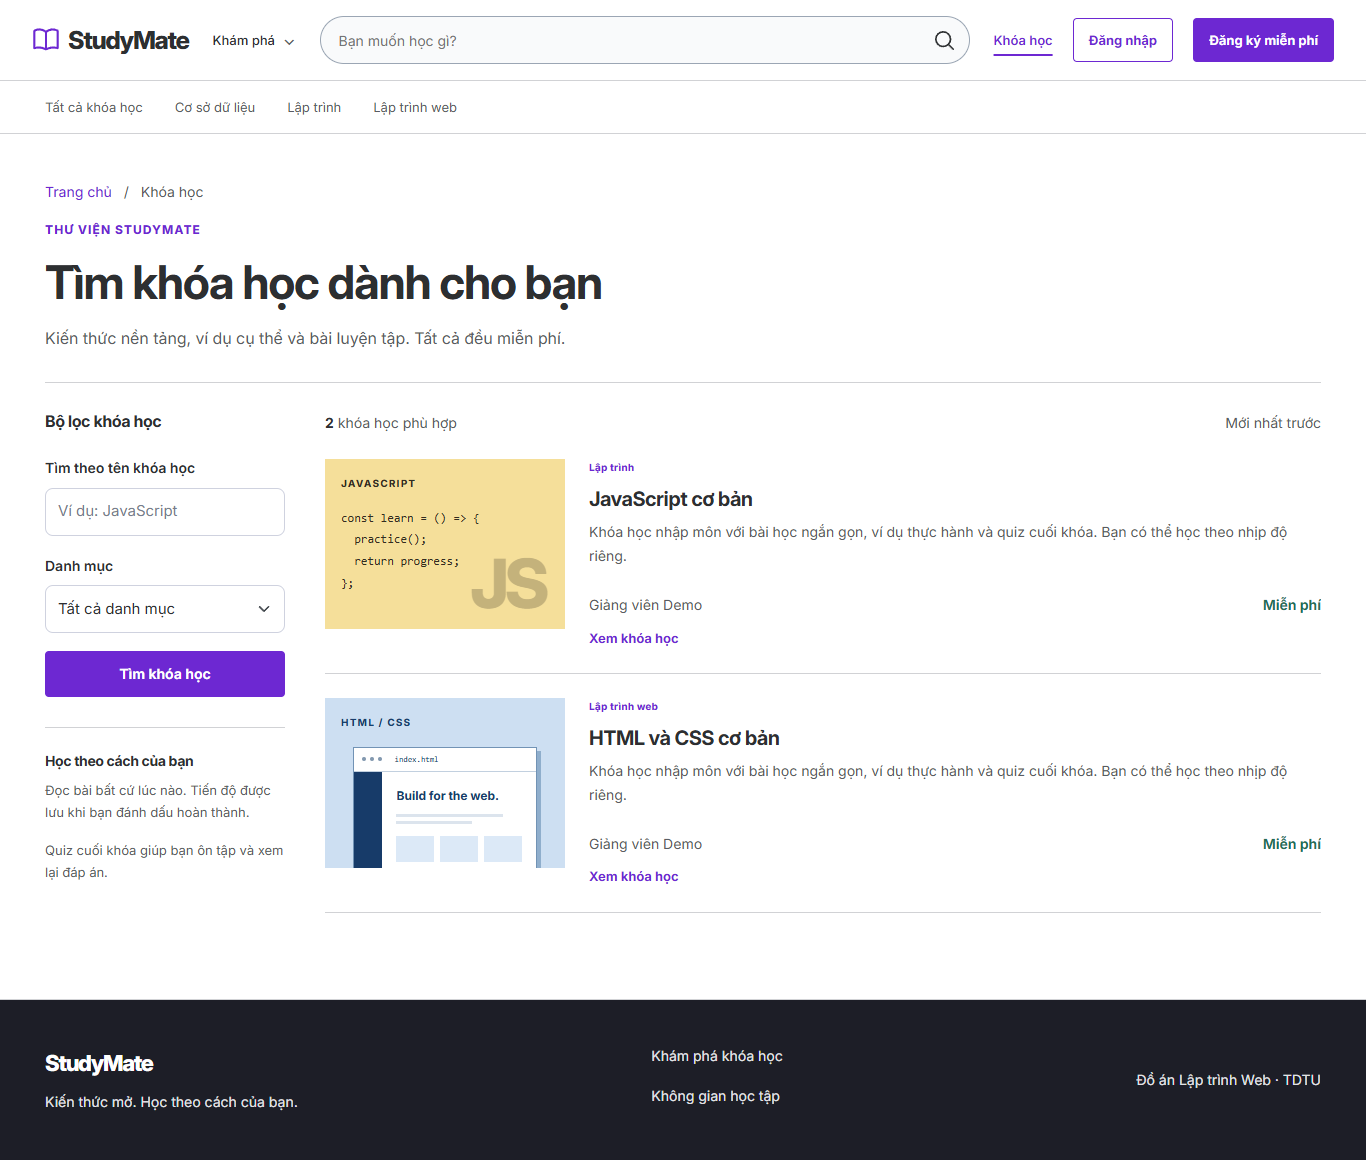 StudyMate
Khám phá
Bạn muốn học gì?
Khóa học
Đăng nhập
Đăng ký miễn phí
Tất cả khóa học
Cơ sở dữ liệu
Lập trình
Lập trình web
Trang chủ / Khóa học
THƯ VIỆN STUDYMATE
Tìm khóa học dành cho bạn
Kiến thức nền tảng, ví dụ cụ thể và bài luyện tập. Tất cả đều miễn phí.
Bộ lọc khóa học
Tìm theo tên khóa học
Ví dụ: JavaScript
Danh mục
Tất cả danh mục
Tìm khóa học
Học theo cách của bạn
Đọc bài bất cứ lúc nào. Tiến độ được
lưu khi bạn đánh dấu hoàn thành.
Quiz cuối khóa giúp bạn ôn tập và xem
lại đáp án.
2 khóa học phù hợp
Mới nhất trước
JAVASCRIPT
const learn = () => {
practice();
return progress;
};
JS
Lập trình
JavaScript cơ bản
Khóa học nhập môn với bài học ngắn gọn, ví dụ thực hành và quiz cuối khóa. Bạn có thể học theo nhịp độ
riêng.
Giảng viên Demo
Miễn phí
Xem khóa học
HTML / CSS
index.html
Build for the web.
Lập trình web
HTML và CSS cơ bản
Khóa học nhập môn với bài học ngắn gọn, ví dụ thực hành và quiz cuối khóa. Bạn có thể học theo nhịp độ
riêng.
Giảng viên Demo
Miễn phí
Xem khóa học
StudyMate
Kiến thức mở. Học theo cách của bạn.
Khám phá khóa học
Không gian học tập
Đồ án Lập trình Web · TDTU